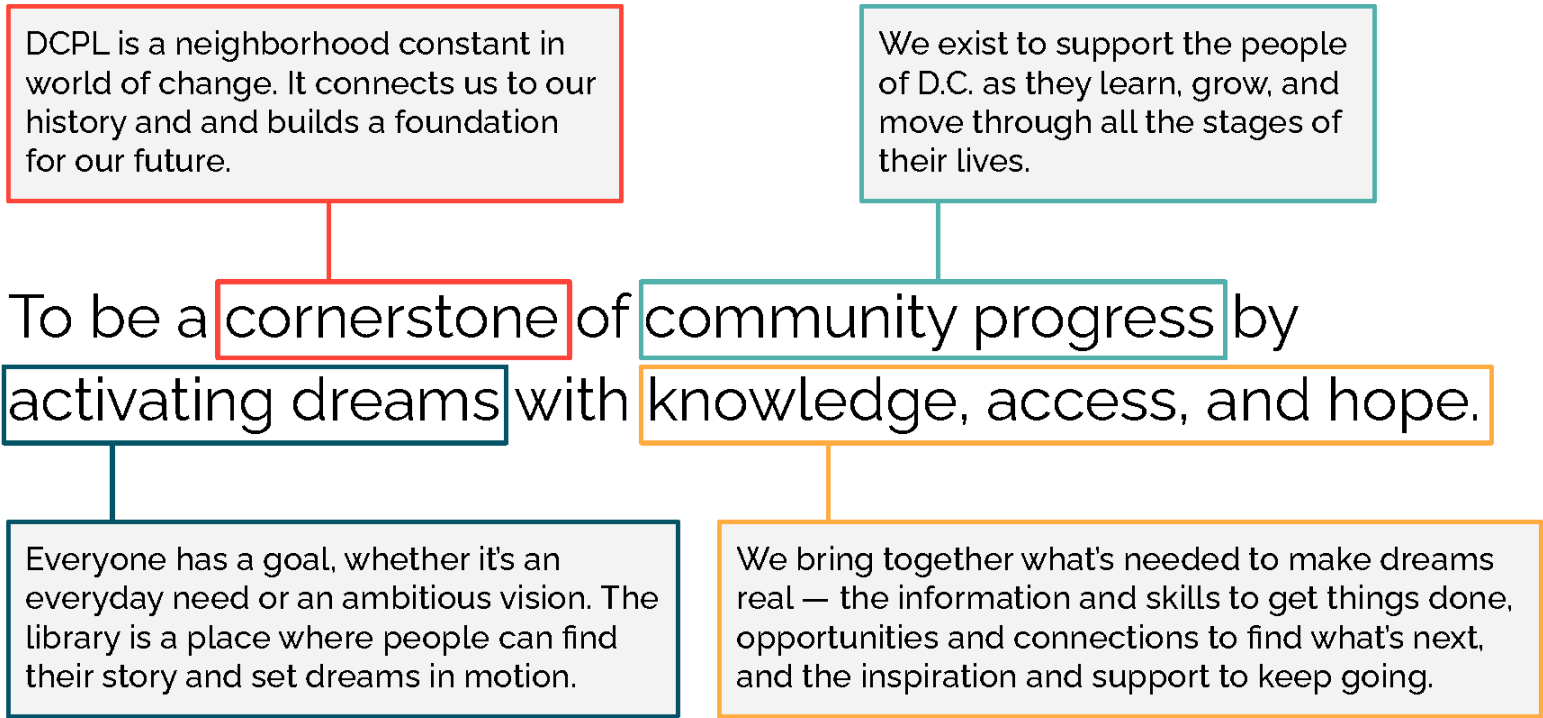 DCPL is a neighborhood constant in
world of change. It connects us to our
history and and builds a foundation
for our future.
We exist to support the people
of D.C. as they learn, grow, and
move through all the stages of
their lives.
To be a cornerstone of community progress by
activating dreams with knowledge, access, and hope.
Everyone has a goal, whether it’s an
everyday need or an ambitious vision. The
library is a place where people can find
their story and set dreams in motion.
We bring together what’s needed to make dreams
real — the information and skills to get things done,
opportunities and connections to find what’s next,
and the inspiration and support to keep going.